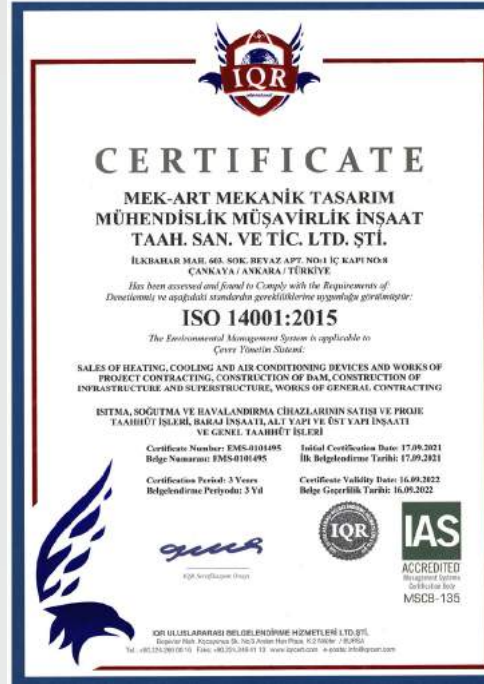 IQR
CERTIFICATE
MEK-ART MEKANİK TASARIM
MÜHENDİSLİK MÜŞAVİRLİK İNŞAAT
TAAH. SAN. VE TİC. LTD. ŞTİ.
İLKBAHAR MAH. 603. SOK. BEYAZ APT. NO:1 İÇ KAPI NO:8
ÇANKAYA / ANKARA / TÜRKİYE
Has been assessed and found to Comply with the Requirements of
Denetlenmiş ve aşağıdaki standardın gerekliliklerine uygunluğu görülmüştür:
ISO 14001:2015
The Environmental Management System is applicable to
Çevre Yönetim Sistemi:
SALES OF HEATING, COOLING AND AIR CONDITIONING DEVICES AND WORKS OF
PROJECT CONTRACTING, CONSTRUCTION OF DAM, CONSTRUCTION OF
INFRASTRUCTURE AND SUPERSTRUCTURE, WORKS OF GENERAL CONTRACTING
ISITMA, SOĞUTMA VE HAVALANDIRMA CİHAZLARININ SATIŞI VE PROJE
TAAHHÜT İŞLERİ, BARAJ İNŞAATI, ALT YAPI VE ÜST YAPI İNŞAATI
VE GENEL TAAHHÜT İŞLERİ
Certificate Number: EMS-0101495 Initial Certification Date: 17.09.2021
Belge Numarası: EMS-0101495 İlk Belgelendirme Tarihi: 17.09.2021
Certification Period: 3 Years Certificate Validity Date: 16.09.2022
Belgelendirme Periyodu: 3 Yıl Belge Geçerlilik Tarihi: 16.09.2022
IQR
IAS
ACCREDITED
Management Systems
Certification Body
MSCB-135
IQR ULUSLARARASI BELGELENDİRME HİZMETLERİ LTD.ŞTİ.